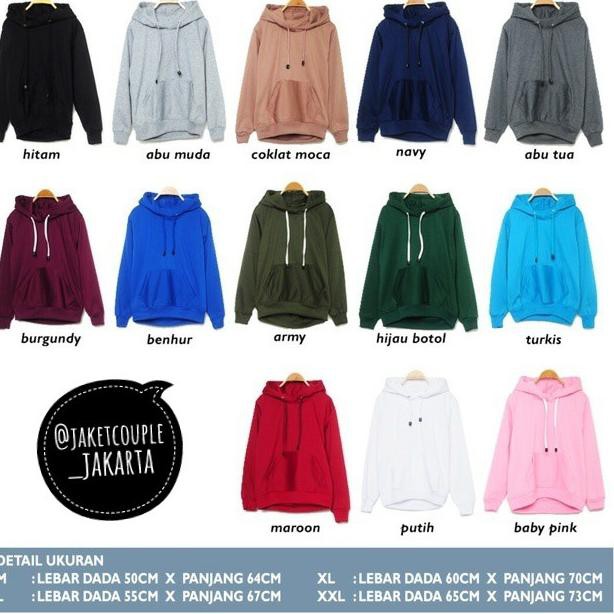 hitam abu muda coklat moca navy abu tua
burgundy benhur army hijau botol turkis
@JAKETCOUPLE
_JAKARTA
maroon putih baby pink
DETAIL UKURAN
M : LEBAR DADA 50CM X PANJANG 64CM XL : LEBAR DADA 60CM X PANJANG 70CM
L : LEBAR DADA 55CM X PANJANG 67CM XXL : LEBAR DADA 65CM X PANJANG 73CM